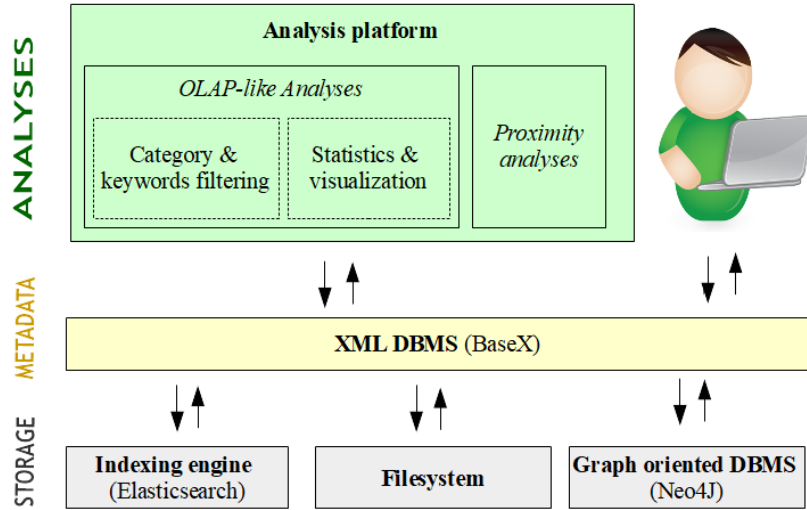 ANALYSES
Analysis platform
OLAP-like Analyses
Category &
keywords filtering
Statistics &
visualization
Proximity
analyses
METADATA
XML DBMS (BaseX)
STORAGE
Indexing engine
(Elasticsearch)
Filesystem
Graph oriented DBMS
(Neo4J)